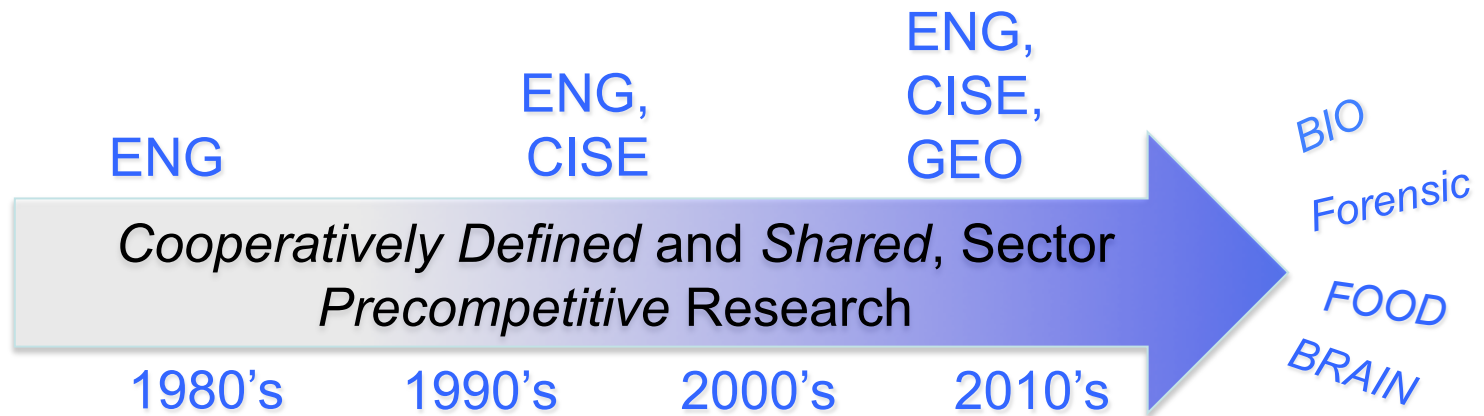 ENG
ENG,
CISE
ENG,
CISE,
GEO
Cooperatively Defined and Shared, Sector
Precompetitive Research
1980’s
1990’s
2000’s
2010’s
BIO
Forensic
FOOD
BRAIN